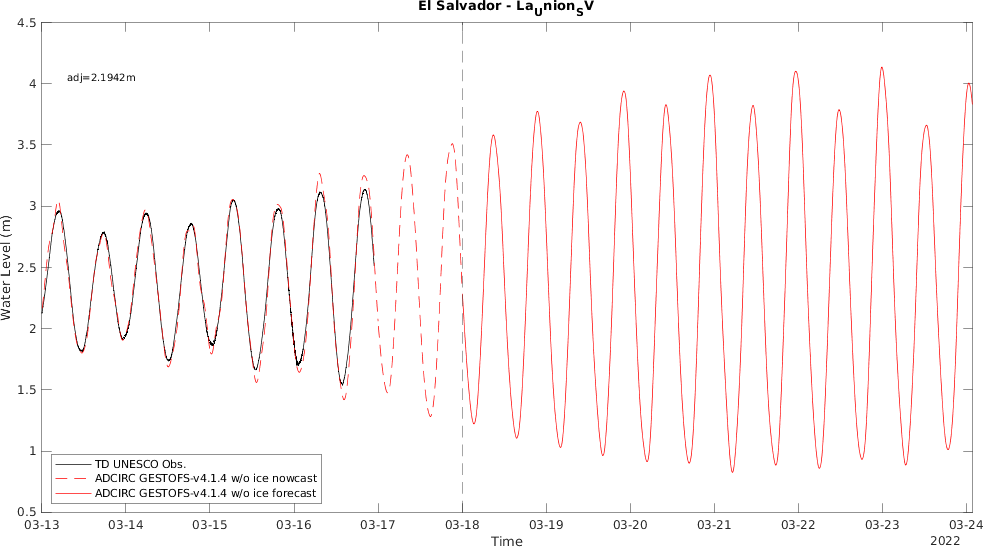 El Salvador - LaUnionSV
adj=2.1942m
Water Level (m)
4.5
4
3.5
3
2.5
2
1.5
1
0.5
TD UNESCO Obs.
ADCIRC GESTOFS-v4.1.4 w/o ice nowcast
ADCIRC GESTOFS-v4.1.4 w/o ice forecast
03-13 03-14 03-15 03-16 03-17 03-18 03-19 03-20 03-21 03-22 03-23 03-24
Time
2022